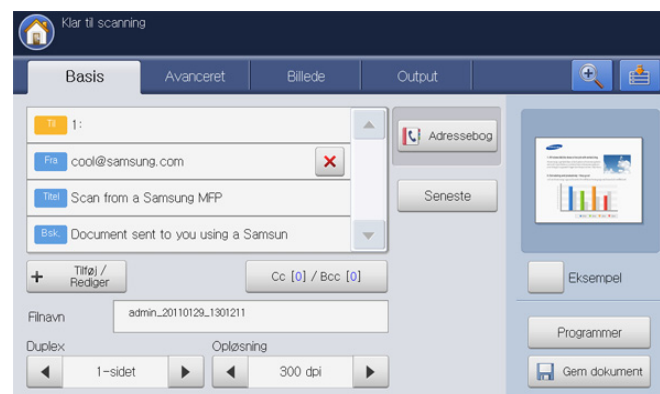 Klar til scanning
Basis
Avanceret
Billede
Output
Til 1:
Fra cool@samsung.com
Titel Scan from a Samsung MFP
Bsk. Document sent to you using a Samsun
Adressebog
Seneste
+ Tilføj /
Rediger
Cc [0] / Bcc [0]
Filnavn admin_20110129_1301211
Duplex
Opløsning
1-sidet
300 dpi
Eksempel
Programmer
Gem dokument